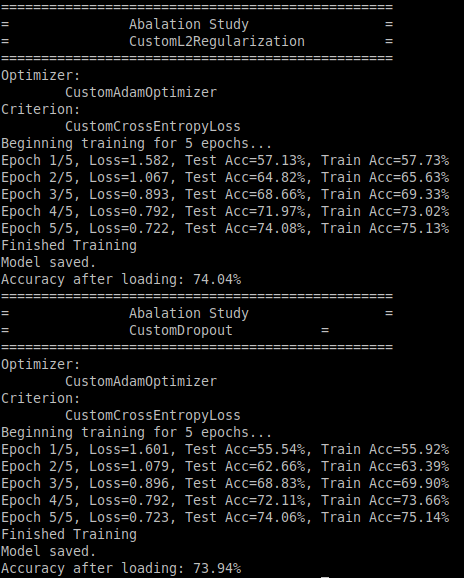 =================================================
=               Abalation Study                 =
=               CustomL2Regularization          =
=================================================
Optimizer:
        CustomAdamOptimizer
Criterion:
        CustomCrossEntropyLoss
Beginning training for 5 epochs...
Epoch 1/5, Loss=1.582, Test Acc=57.13%, Train Acc=57.73%
Epoch 2/5, Loss=1.067, Test Acc=64.82%, Train Acc=65.63%
Epoch 3/5, Loss=0.893, Test Acc=68.66%, Train Acc=69.33%
Epoch 4/5, Loss=0.792, Test Acc=71.97%, Train Acc=73.02%
Epoch 5/5, Loss=0.722, Test Acc=74.08%, Train Acc=75.13%
Finished Training
Model saved.
Accuracy after loading: 74.04%
=================================================
=               Abalation Study                 =
=               CustomDropout           =
=================================================
Optimizer:
        CustomAdamOptimizer
Criterion:
        CustomCrossEntropyLoss
Beginning training for 5 epochs...
Epoch 1/5, Loss=1.601, Test Acc=55.54%, Train Acc=55.92%
Epoch 2/5, Loss=1.079, Test Acc=62.66%, Train Acc=63.39%
Epoch 3/5, Loss=0.896, Test Acc=68.83%, Train Acc=69.90%
Epoch 4/5, Loss=0.792, Test Acc=72.11%, Train Acc=73.66%
Epoch 5/5, Loss=0.723, Test Acc=74.06%, Train Acc=75.14%
Finished Training
Model saved.
Accuracy after loading: 73.94%